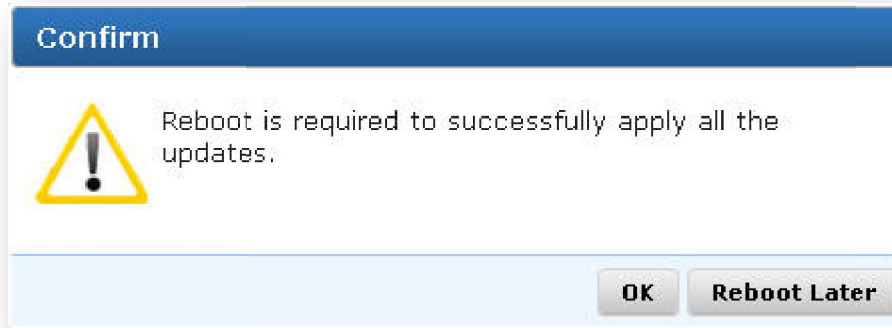 Confirm
Reboot is required to successfully apply all the
updates.
OK
Reboot Later